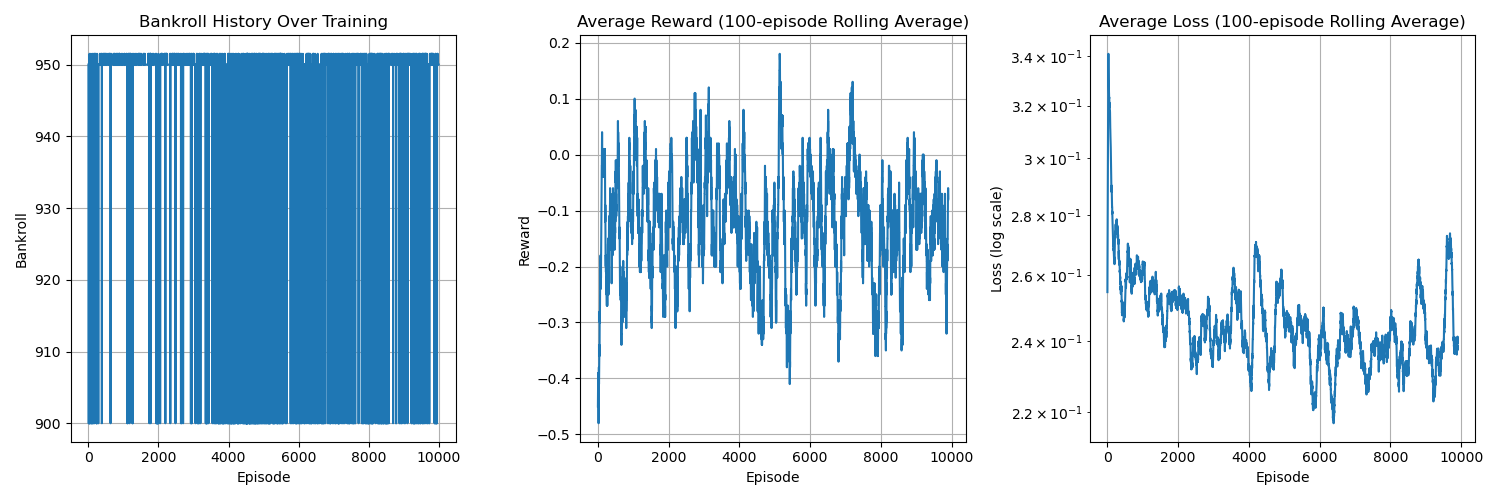 Bankroll History Over Training
950
940
930
920
910
900
Bankroll
0 2000 4000 6000 8000 10000
Episode
Average Reward (100-episode Rolling Average)
0.2
0.1
0.0
−0.1
−0.2
−0.3
−0.4
−0.5
Reward
0 2000 4000 6000 8000 10000
Episode
Average Loss (100-episode Rolling Average)
3.4 × 10⁻¹
3.2 × 10⁻¹
3 × 10⁻¹
2.8 × 10⁻¹
2.6 × 10⁻¹
2.4 × 10⁻¹
2.2 × 10⁻¹
Loss (log scale)
0 2000 4000 6000 8000 10000
Episode